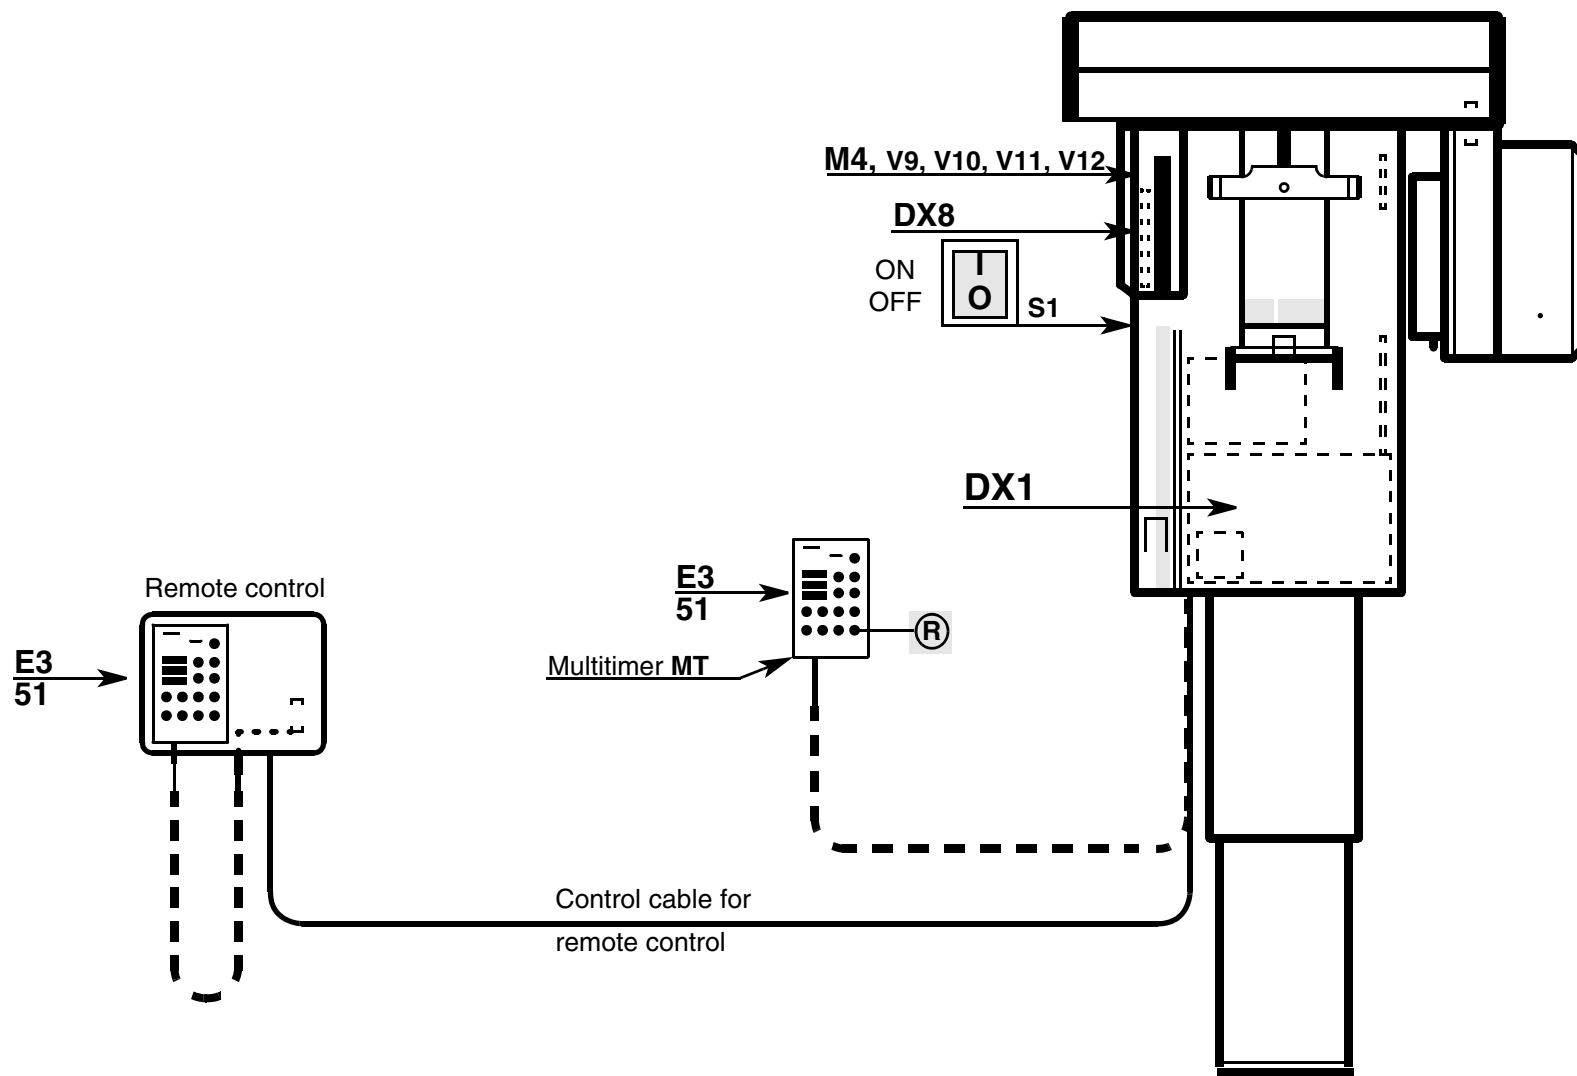 M4, V9, V10, V11, V12
DX8
ON
OFF
I
O
S1
DX1
E3
51
R
Multitimer MT
Remote control
E3
51
Control cable for
remote control